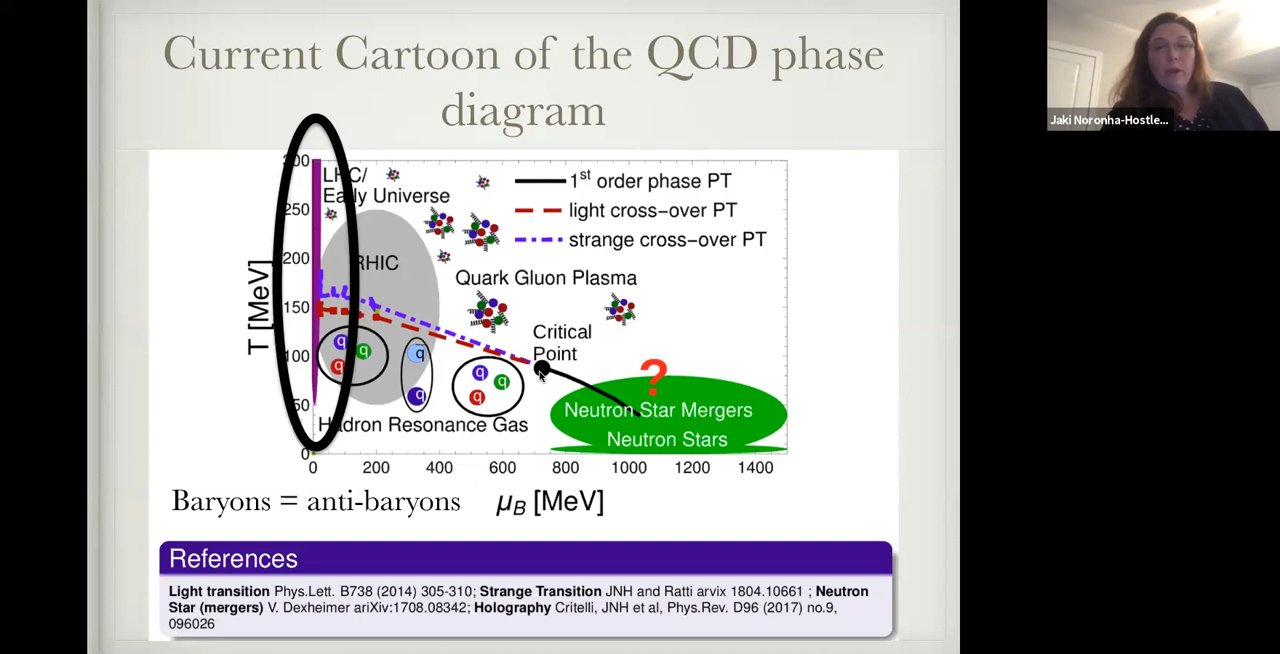 Current Cartoon of the QCD phase
diagram
Jaki Noronha-Hostle...
300
250
200
150
100
50
0
T [MeV]
LHC/
Early Universe
RHIC
1st order phase PT
light cross-over PT
strange cross-over PT
Quark Gluon Plasma
Critical
Point
q
q
q
q
q
q
q
q
?
Hadron Resonance Gas
Neutron Star Mergers
Neutron Stars
0 200 400 600 800 1000 1200 1400
Baryons = anti-baryons
μB [MeV]
References
Light transition Phys.Lett. B738 (2014) 305-310; Strange Transition JNH and Ratti arvix 1804.10661 ; Neutron
Star (mergers) V. Dexheimer ariXiv:1708.08342; Holography Critelli, JNH et al, Phys.Rev. D96 (2017) no.9,
096026